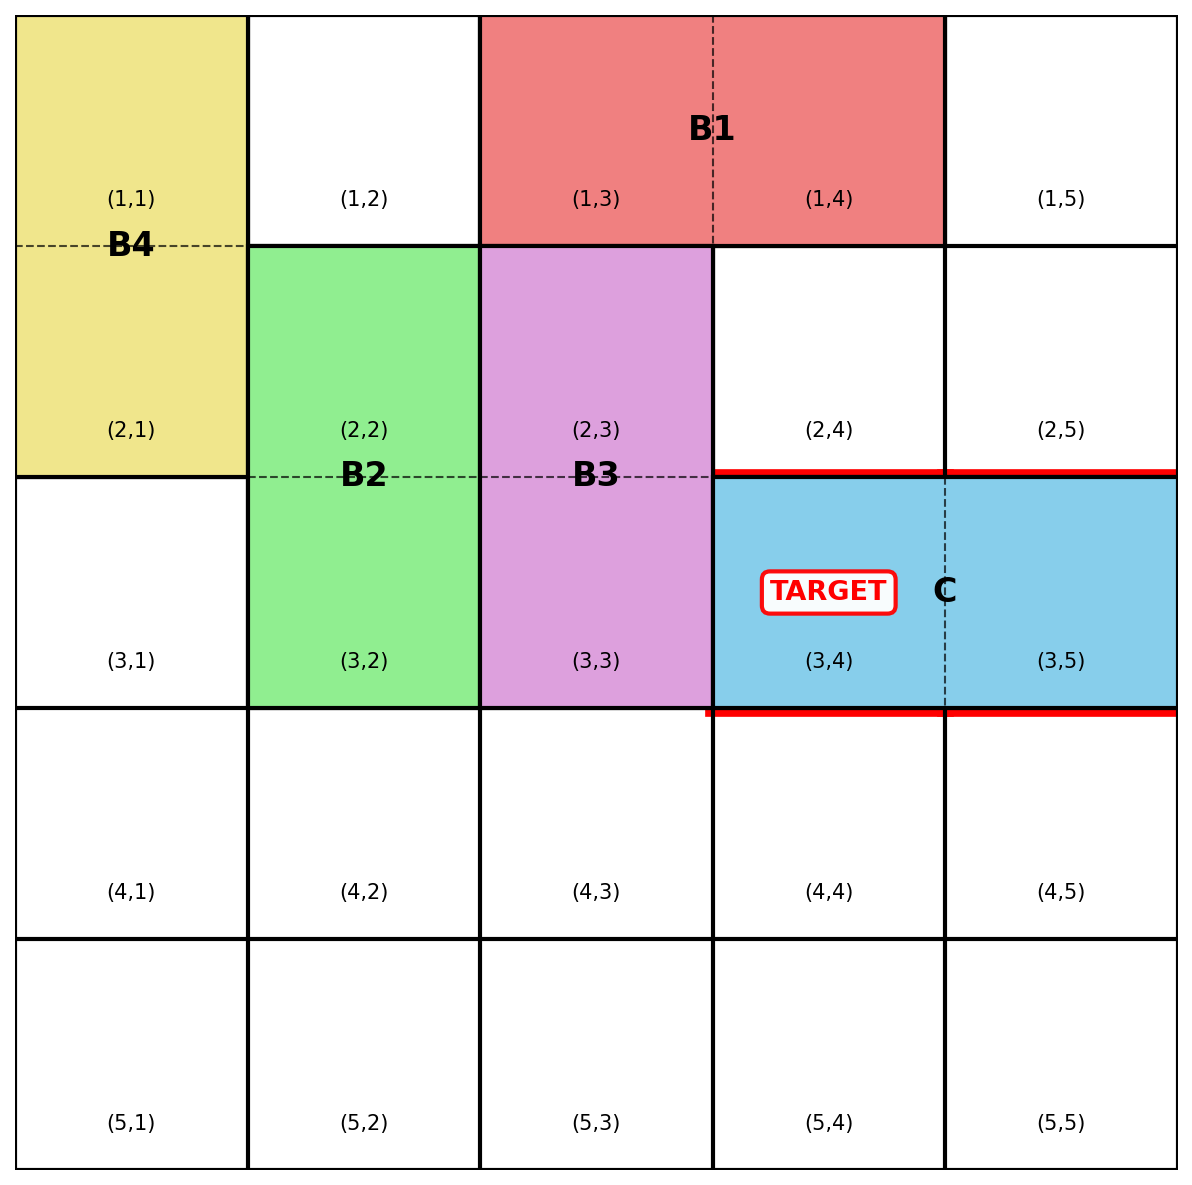 B1
(1,1) (1,2) (1,3) (1,4) (1,5)
B4
(2,1) (2,2) (2,3) (2,4) (2,5)
B2 B3
TARGET C
(3,1) (3,2) (3,3) (3,4) (3,5)
(4,1) (4,2) (4,3) (4,4) (4,5)
(5,1) (5,2) (5,3) (5,4) (5,5)